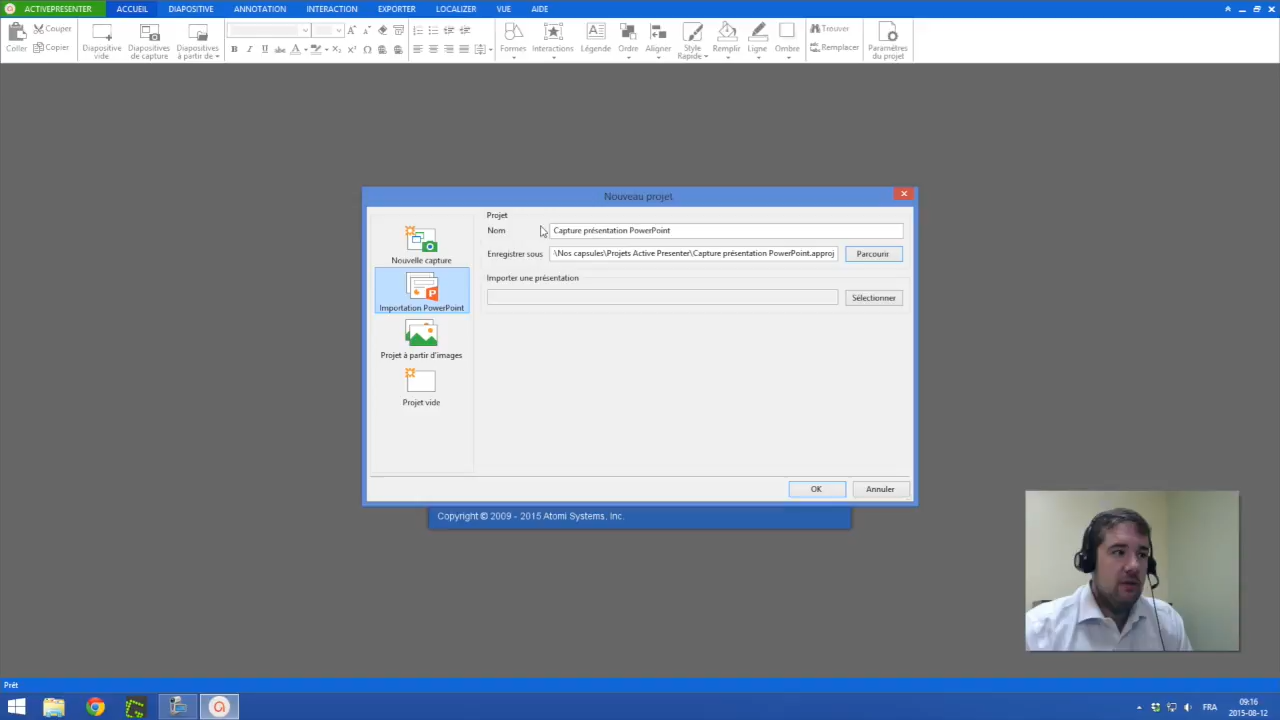 ACTIVEPRESENTER ACCUEIL DIAPOSITIVE ANNOTATION INTERACTION EXPORTER LOCALIZER VUE AIDE
Coller
Couper
Copier
Diapositive vide
Diapositives de capture
Diapositives à partir de
Formes
Interactions
Légende
Ordre
Aligner
Style Rapide
Remplir
Ligne
Ombre
Trouver
Remplacer
Paramètres du projet
Nouveau projet
Nouvelle capture
Importation PowerPoint
Projet à partir d'images
Projet vide
Projet
Nom Capture présentation PowerPoint
Enregistrer sous \Nos capsules\Projets Active Presenter\Capture présentation PowerPoint.approj Parcourir
Importer une présentation
Sélectionner
OK Annuler
Copyright © 2009 - 2015 Atomi Systems, Inc.
Prêt
FRA
09:16
2015-08-12